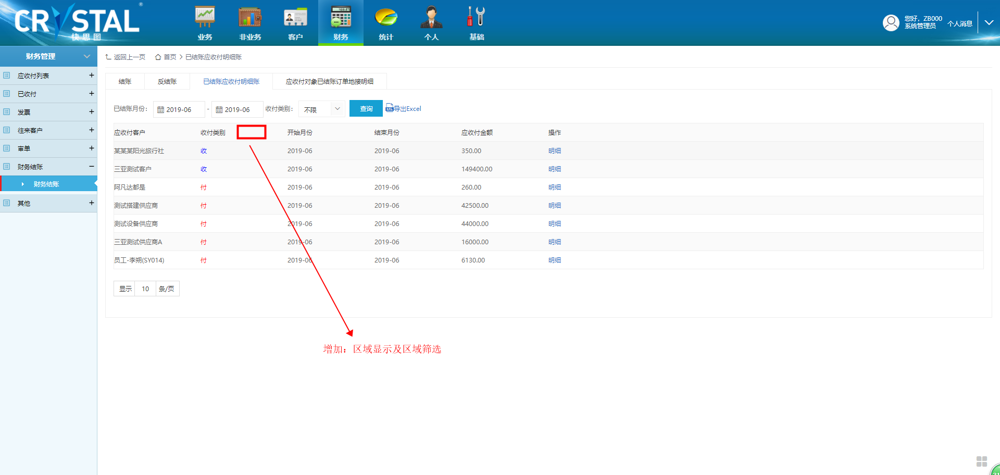 CRYSTAL ®
快思图
业务 非业务 客户 财务 统计 个人 基础
您好，ZB000
系统管理员
个人消息
财务管理
应收付列表 +
已收付 +
发票 +
往来客户 +
审单 +
财务结账 −
财务结账
其他 +
返回上一页 首页 > 已结账应收付明细账
结账 反结账 已结账应收付明细账 应收付对象已结账订单地接明细
已结账月份： 2019-06 - 2019-06 收付类别： 不限 查询 导出Excel
应收付客户 收付类别 开始月份 结束月份 应收付金额 操作
某某某阳光旅行社 收 2019-06 2019-06 350.00 明细
三亚测试客户 收 2019-06 2019-06 149400.00 明细
阿凡达都是 付 2019-06 2019-06 260.00 明细
测试搭建供应商 付 2019-06 2019-06 42500.00 明细
测试设备供应商 付 2019-06 2019-06 44000.00 明细
三亚测试供应商A 付 2019-06 2019-06 16000.00 明细
员工-李朔(SY014) 付 2019-06 2019-06 6130.00 明细
显示 10 条/页
增加：区域显示及区域筛选